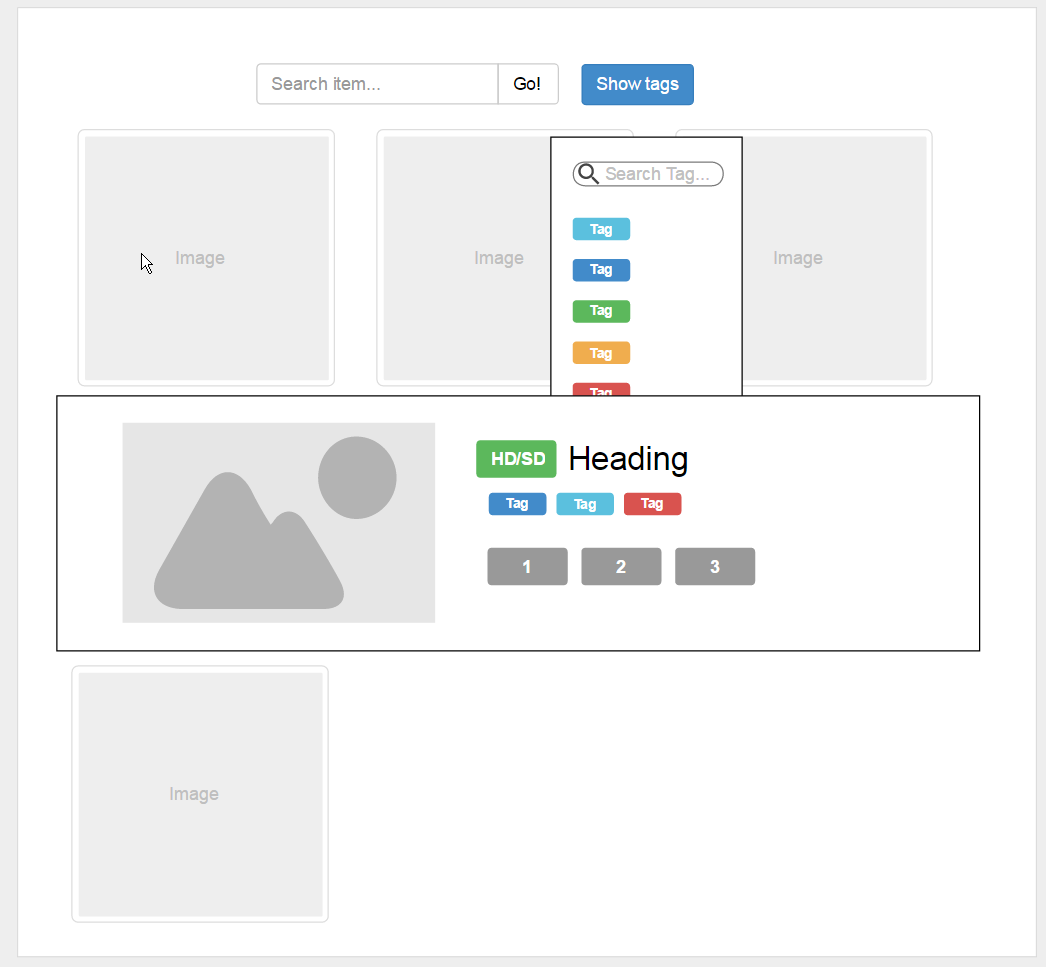 Search item... Go! Show tags
Search Tag...
Image Image Image
Tag
Tag
Tag
Tag
Tag
HD/SD Heading
Tag Tag Tag
1 2 3
Image